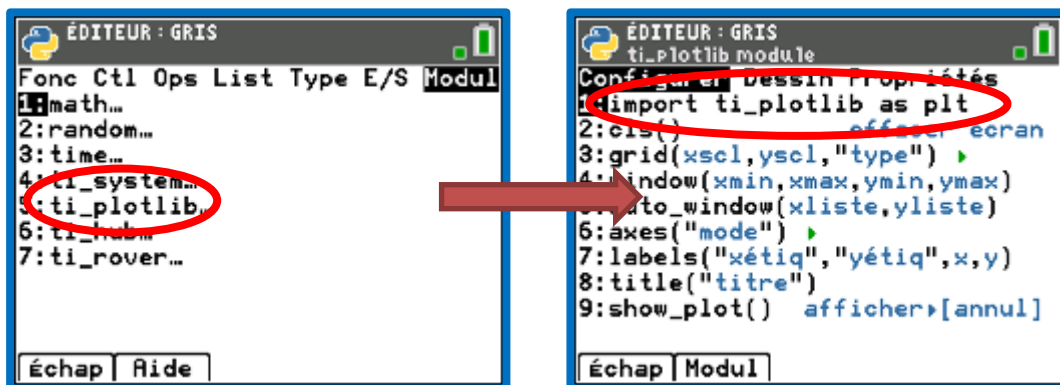 ÉDITEUR : GRIS
Fonc Ctl Ops List Type E/S Modul
1:math…
2:random…
3:time…
4:ti_system…
5:ti_plotlib…
6:ti_hub…
7:ti_rover…
Échap Aide
ÉDITEUR : GRIS
ti_plotlib module
Configurer Dessin Propriétés
1:import ti_plotlib as plt
2:cls() effacer écran
3:grid(xscl,yscl,"type") ▸
4:window(xmin,xmax,ymin,ymax)
5:auto_window(xliste,yliste)
6:axes("mode") ▸
7:labels("xétiq","yétiq",x,y)
8:title("titre")
9:show_plot() afficher▸[annul]
Échap Modul